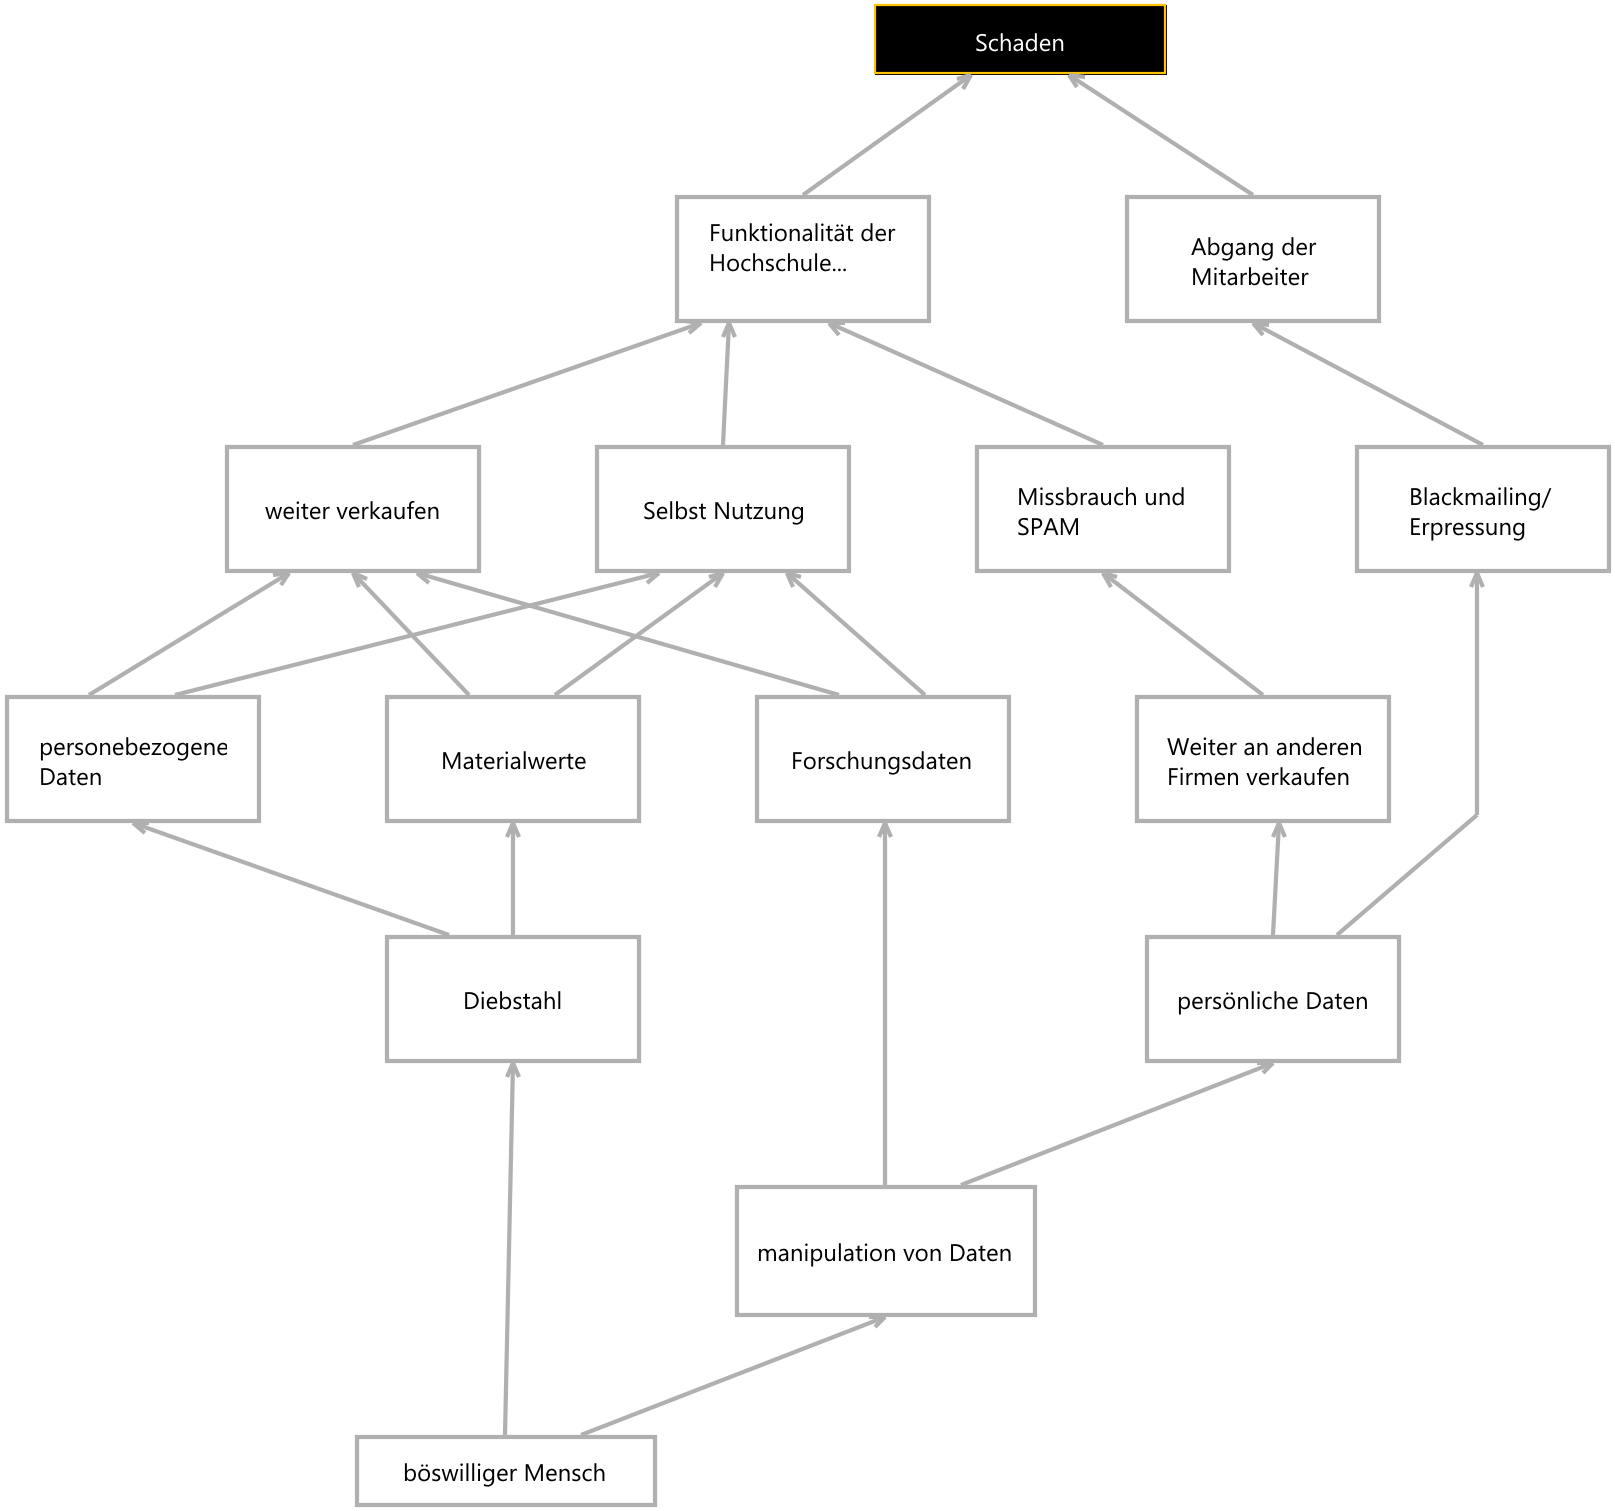 Schaden
Funktionalität der
Hochschule...
Abgang der
Mitarbeiter
weiter verkaufen
Selbst Nutzung
Missbrauch und
SPAM
Blackmailing/
Erpressung
personebezogene
Daten
Materialwerte
Forschungsdaten
Weiter an anderen
Firmen verkaufen
Diebstahl
persönliche Daten
manipulation von Daten
böswilliger Mensch